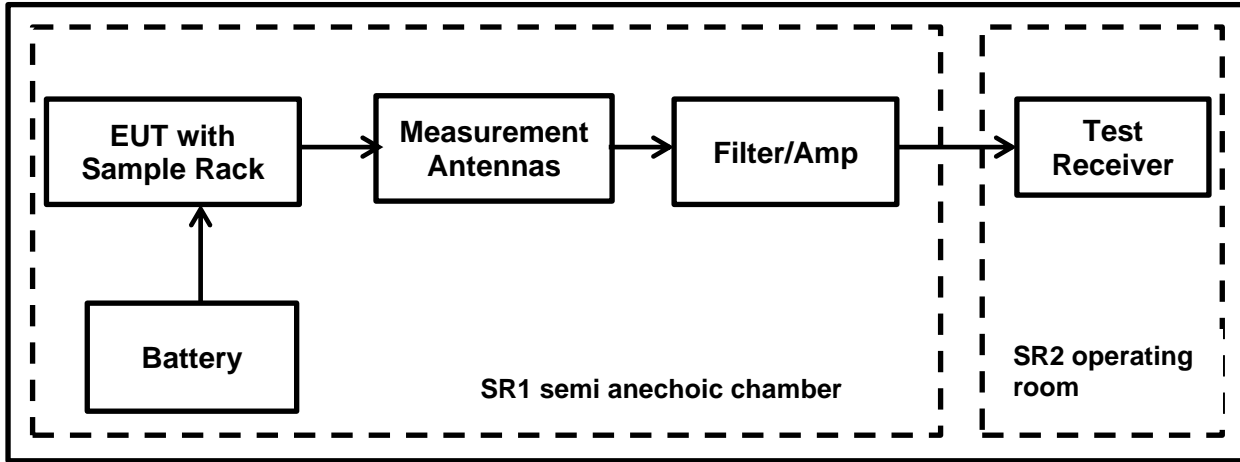 EUT with
Sample Rack
Measurement
Antennas
Filter/Amp
Test
Receiver
Battery
SR1 semi anechoic chamber
SR2 operating
room